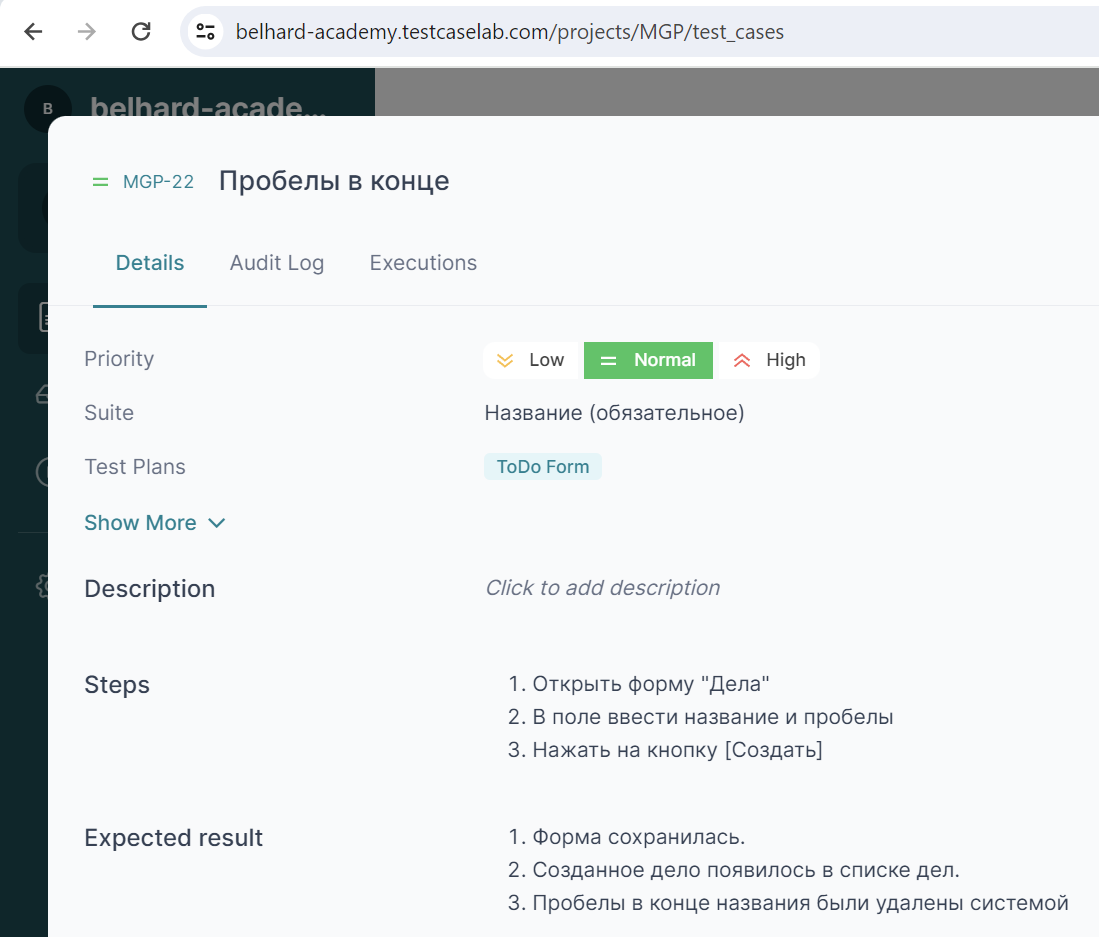 belhard-academy.testcaselab.com/projects/MGP/test_cases
B belhard-acade...
MGP-22 Пробелы в конце
Details Audit Log Executions
Priority Low Normal High
Suite Название (обязательное)
Test Plans ToDo Form
Show More
Description Click to add description
Steps 1. Открыть форму "Дела"
2. В поле ввести название и пробелы
3. Нажать на кнопку [Создать]
Expected result 1. Форма сохранилась.
2. Созданное дело появилось в списке дел.
3. Пробелы в конце названия были удалены системой